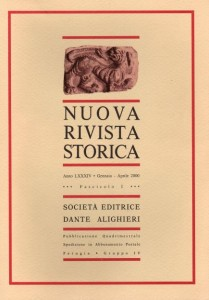 NUOVA
RIVISTA
STORICA
Anno LXXXIV • Gennaio - Aprile 2000
••• Fascicolo I •••
SOCIETÀ EDITRICE
DANTE ALIGHIERI
Pubblicazione Quadrimestrale
Spedizione in Abbonamento Postale
Perugia • Gruppo IV